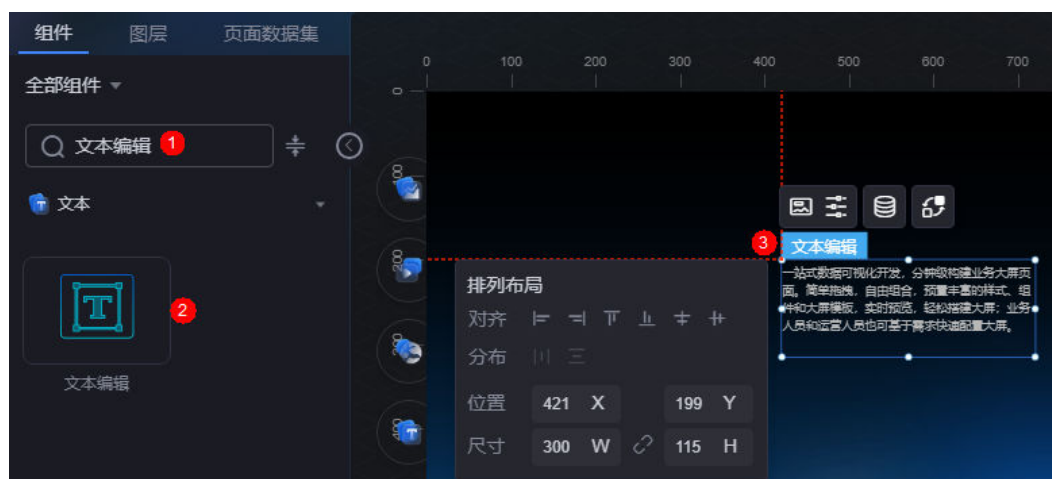 组件 图层 页面数据集
全部组件
0 100 200 300 400 500 600 700
0
文本编辑 1
100
文本
200
3 文本编辑
一站式数据可视化开发，分钟级构建业务大屏页
面。简单拖拽，自由组合，预置丰富的样式、组
件和大屏模板，实时预览，轻松搭建大屏；业务
人员和运营人员也可基于需求快速配置大屏。
T 2
文本编辑
排列布局
对齐
分布
位置 421 X 199 Y
尺寸 300 W 115 H